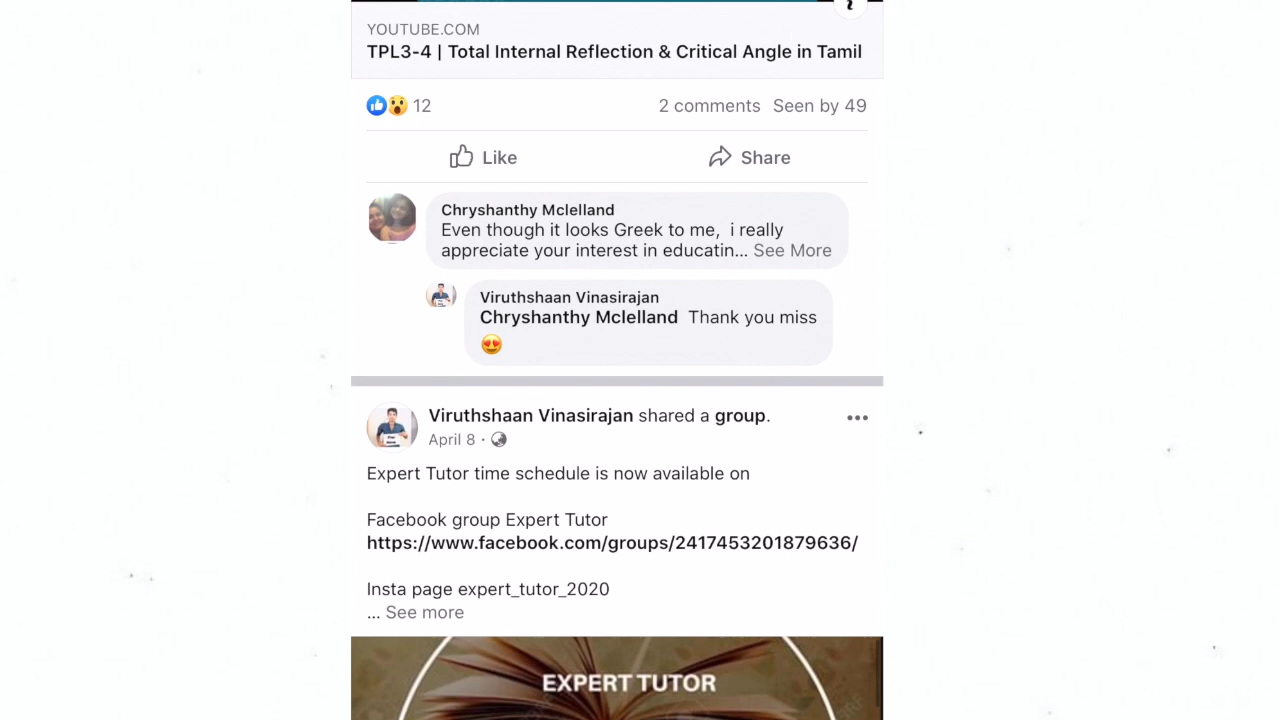 YOUTUBE.COM
TPL3-4 | Total Internal Reflection & Critical Angle in Tamil
12
2 comments Seen by 49
Like Share
Chryshanthy Mclelland
Even though it looks Greek to me, i really
appreciate your interest in educatin... See More
Viruthshaan Vinasirajan
Chryshanthy Mclelland Thank you miss
😍
Viruthshaan Vinasirajan shared a group.
April 8 ·
Expert Tutor time schedule is now available on
Facebook group Expert Tutor
https://www.facebook.com/groups/2417453201879636/
Insta page expert_tutor_2020
... See more
EXPERT TUTOR